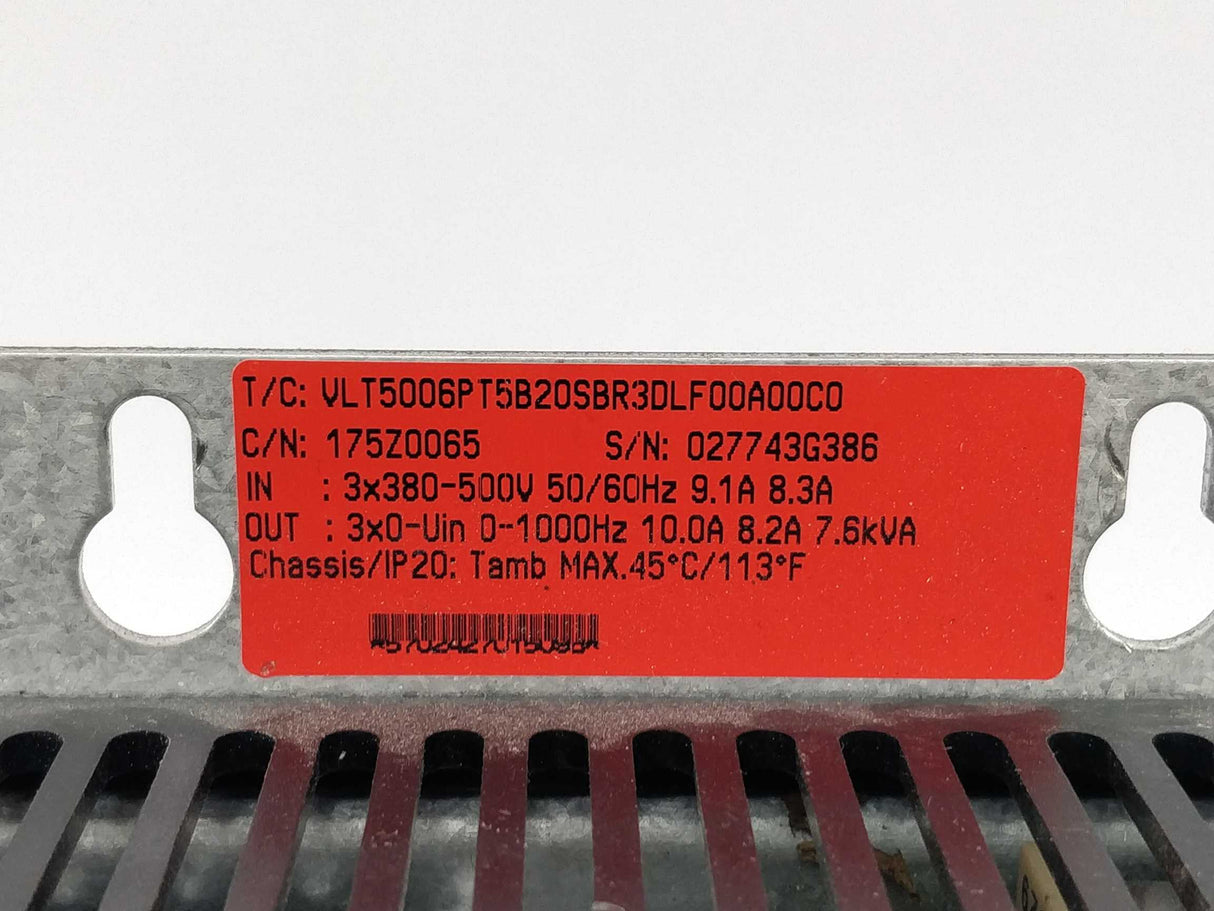 T/C: VLT5006PT5B20SBR3DLF00A00C0
C/N: 175Z0065 S/N: 027743G386
IN : 3x380-500V 50/60Hz 9.1A 8.3A
OUT : 3x0-Uin 0-1000Hz 10.0A 8.2A 7.6kVA
Chassis/IP20: Tamb MAX.45°C/113°F